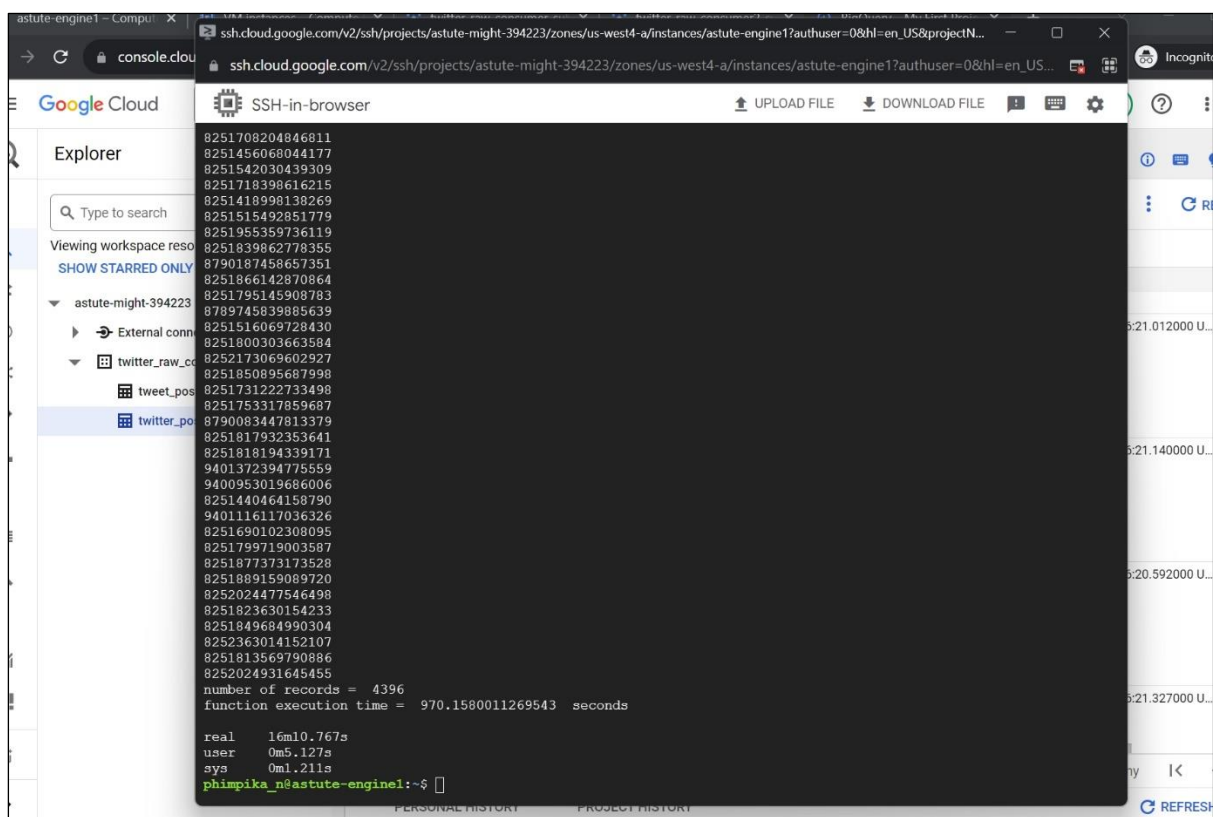 astute-engine1 – Comput
ssh.cloud.google.com/v2/ssh/projects/astute-might-394223/zones/us-west4-a/instances/astute-engine1?authuser=0&hl=en_US&projectN...
console.clou
ssh.cloud.google.com/v2/ssh/projects/astute-might-394223/zones/us-west4-a/instances/astute-engine1?authuser=0&hl=en_US...
Incognito
Google Cloud
SSH-in-browser
UPLOAD FILE
DOWNLOAD FILE
Explorer
Type to search
Viewing workspace reso
SHOW STARRED ONLY
astute-might-394223
External conn
twitter_raw_co
tweet_pos
twitter_po
8251708204846811
8251456068044177
8251542030439309
8251718398616215
8251418998138269
8251515492851779
8251955359736119
8251839862778355
8790187458657351
8251866142870864
8251795145908783
8789745839885639
8251516069728430
8251800303663584
8252173069602927
8251850895687998
8251731222733498
8251753317859687
8790083447813379
8251817932353641
8251818194339171
9401372394775559
9400953019686006
8251440464158790
9401116117036326
8251690102308095
8251799719003587
8251877373173528
8251889159089720
8252024477546498
8251823630154233
8251849684990304
8252363014152107
8251813569790886
8252024931645455
number of records = 4396
function execution time = 970.1580011269543 seconds
real 16m10.767s
user 0m5.127s
sys 0m1.211s
phimpika_n@astute-engine1:~$
RE
5:21.012000 U...
5:21.140000 U...
5:20.592000 U...
5:21.327000 U...
PERSONAL HISTORY
PROJECT HISTORY
REFRESH